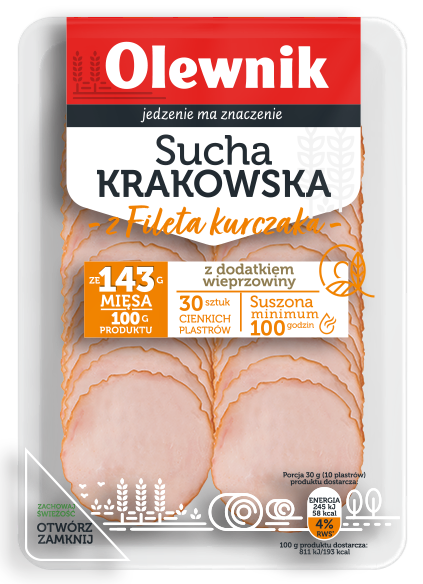 Olewnik
jedzenie ma znaczenie
Sucha
KRAKOWSKA
- z Fileta kurczaka -
ZE 143 G
MIĘSA
100 G
PRODUKTU
z dodatkiem
wieprzowiny
30 sztuk
CIENKICH
PLASTRÓW
Suszona
minimum
100 godzin
Porcja 30 g (10 plastrów)
produktu dostarcza:
ENERGIA
245 kJ
58 kcal
4%
RWS*
100 g produktu dostarcza:
811 kJ/193 kcal
ZACHOWAJ
ŚWIEŻOŚĆ
OTWÓRZ
ZAMKNIJ